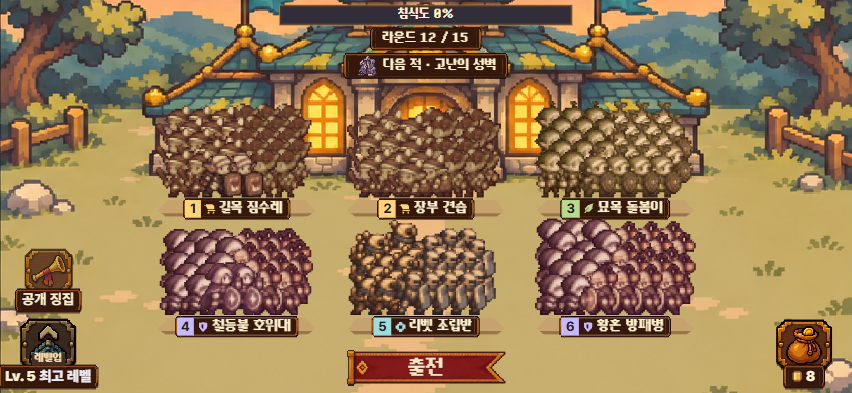 침식도 0%
라운드 12 / 15
다음 적 · 고난의 성벽
1 길목 짐수레
2 장부 견습
3 묘목 돌봄이
4 철등불 호위대
5 리벳 조립반
6 황혼 방패병
공개 징집
레벨업
Lv. 5 최고 레벨
출전
8